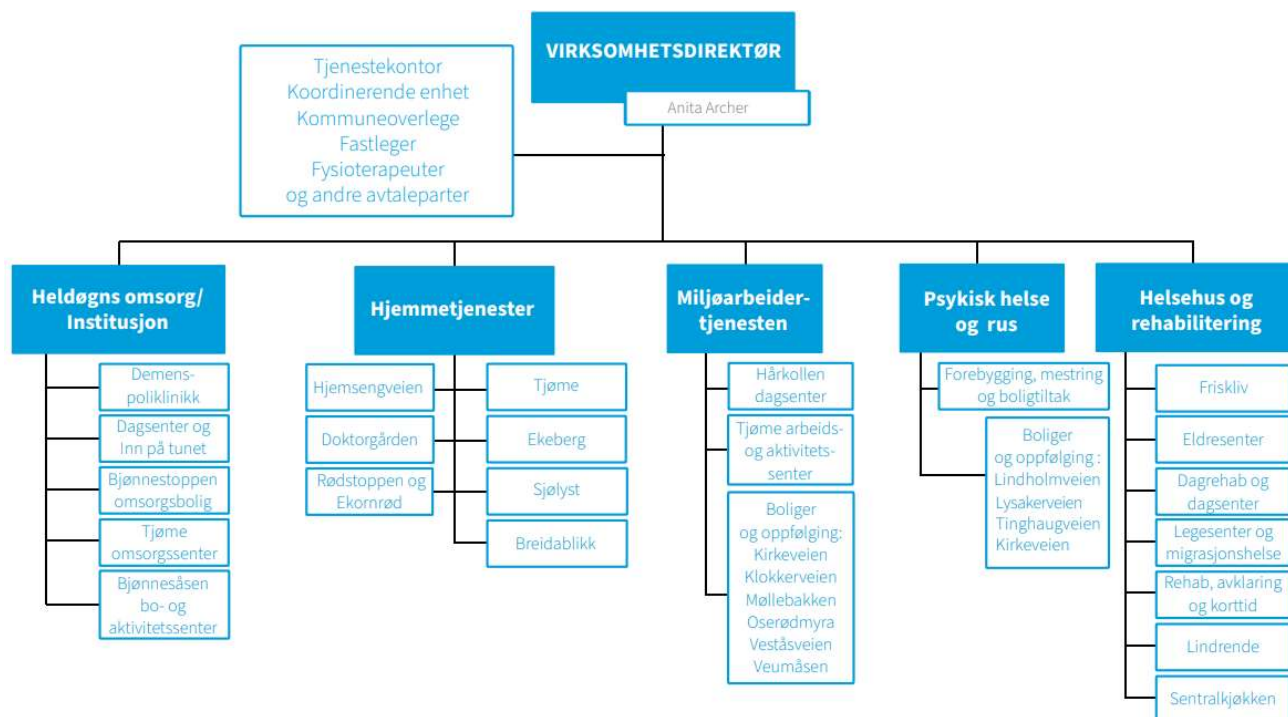 VIRKSOMHETSDIREKTØR
Anita Archer
Tjenestekontor
Koordinerende enhet
Kommuneoverlege
Fastleger
Fysioterapeuter
og andre avtaleparter
Heldøgns omsorg/
Institusjon
Demens-
poliklinikk
Dagsenter og
Inn på tunet
Bjønnestoppen
omsorgsbolig
Tjøme
omsorgssenter
Bjønnesåsen
bo- og
aktivitetssenter
Hjemmetjenester
Hjemsengveien
Tjøme
Doktorgården
Ekeberg
Rødstoppen og
Ekornrød
Sjølyst
Breidablikk
Miljøarbeider-
tjenesten
Hårkollen
dagsenter
Tjøme arbeids-
og aktivitets-
senter
Boliger
og oppfølging:
Kirkeveien
Klokkerveien
Møllebakken
Oserødmyra
Veståsveien
Veumåsen
Psykisk helse
og rus
Forebygging, mestring
og boligtiltak
Boliger
og oppfølging :
Lindholmveien
Lysakerveien
Tinghaugveien
Kirkeveien
Helsehus og
rehabilitering
Friskliv
Eldresenter
Dagrehab og
dagsenter
Legesenter og
migrasjonshelse
Rehab, avklaring
og korttid
Lindrende
Sentralkjøkken